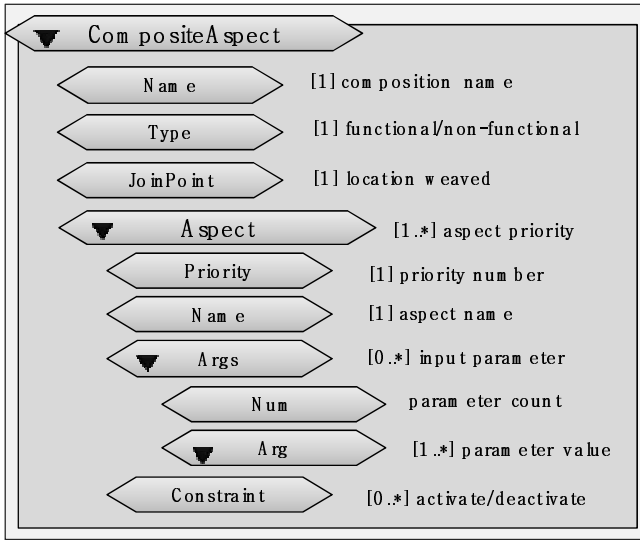 CompositeAspect
Name [1] composition name
Type [1] functional/non-functional
JoinPoint [1] location weaved
Aspect [1..*] aspect priority
Priority [1] priority number
Name [1] aspect name
Args [0..*] input parameter
Num parameter count
Arg [1..*] parameter value
Constraint [0..*] activate/deactivate